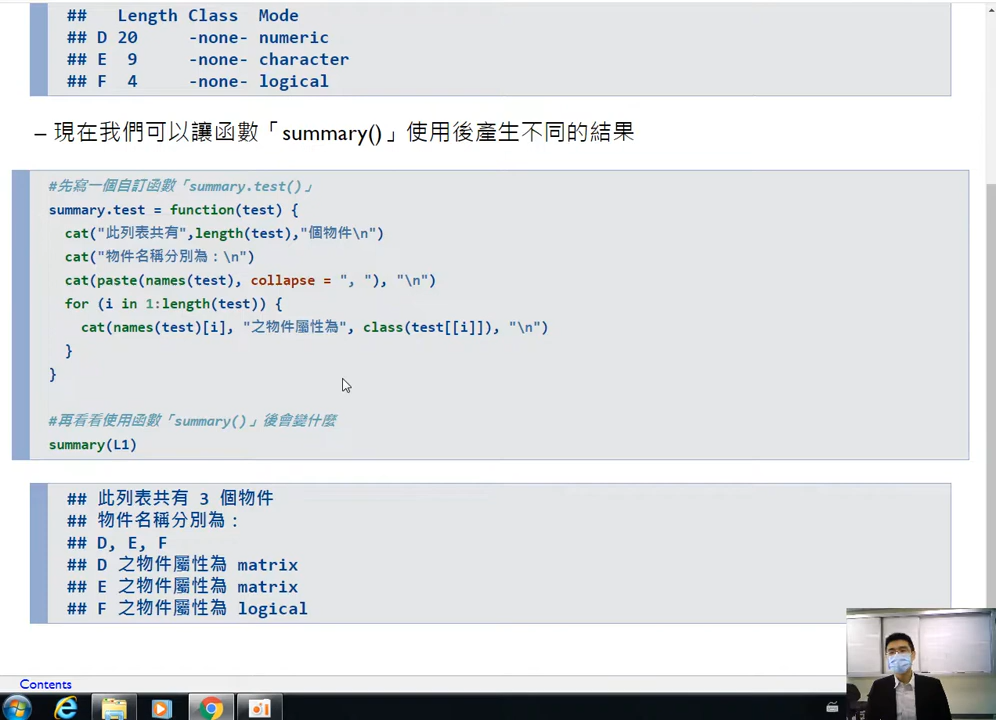 ##   Length Class  Mode
## D 20     -none- numeric
## E  9     -none- character
## F  4     -none- logical
– 現在我們可以讓函數「summary()」使用後產生不同的結果
#先寫一個自訂函數「summary.test()」
summary.test = function(test) {
  cat("此列表共有",length(test),"個物件\n")
  cat("物件名稱分別為：\n")
  cat(paste(names(test), collapse = ", "), "\n")
  for (i in 1:length(test)) {
    cat(names(test)[i], "之物件屬性為", class(test[[i]]), "\n")
  }
}
#再看看使用函數「summary()」後會變什麼
summary(L1)
## 此列表共有 3 個物件
## 物件名稱分別為：
## D, E, F
## D 之物件屬性為 matrix
## E 之物件屬性為 matrix
## F 之物件屬性為 logical
Contents